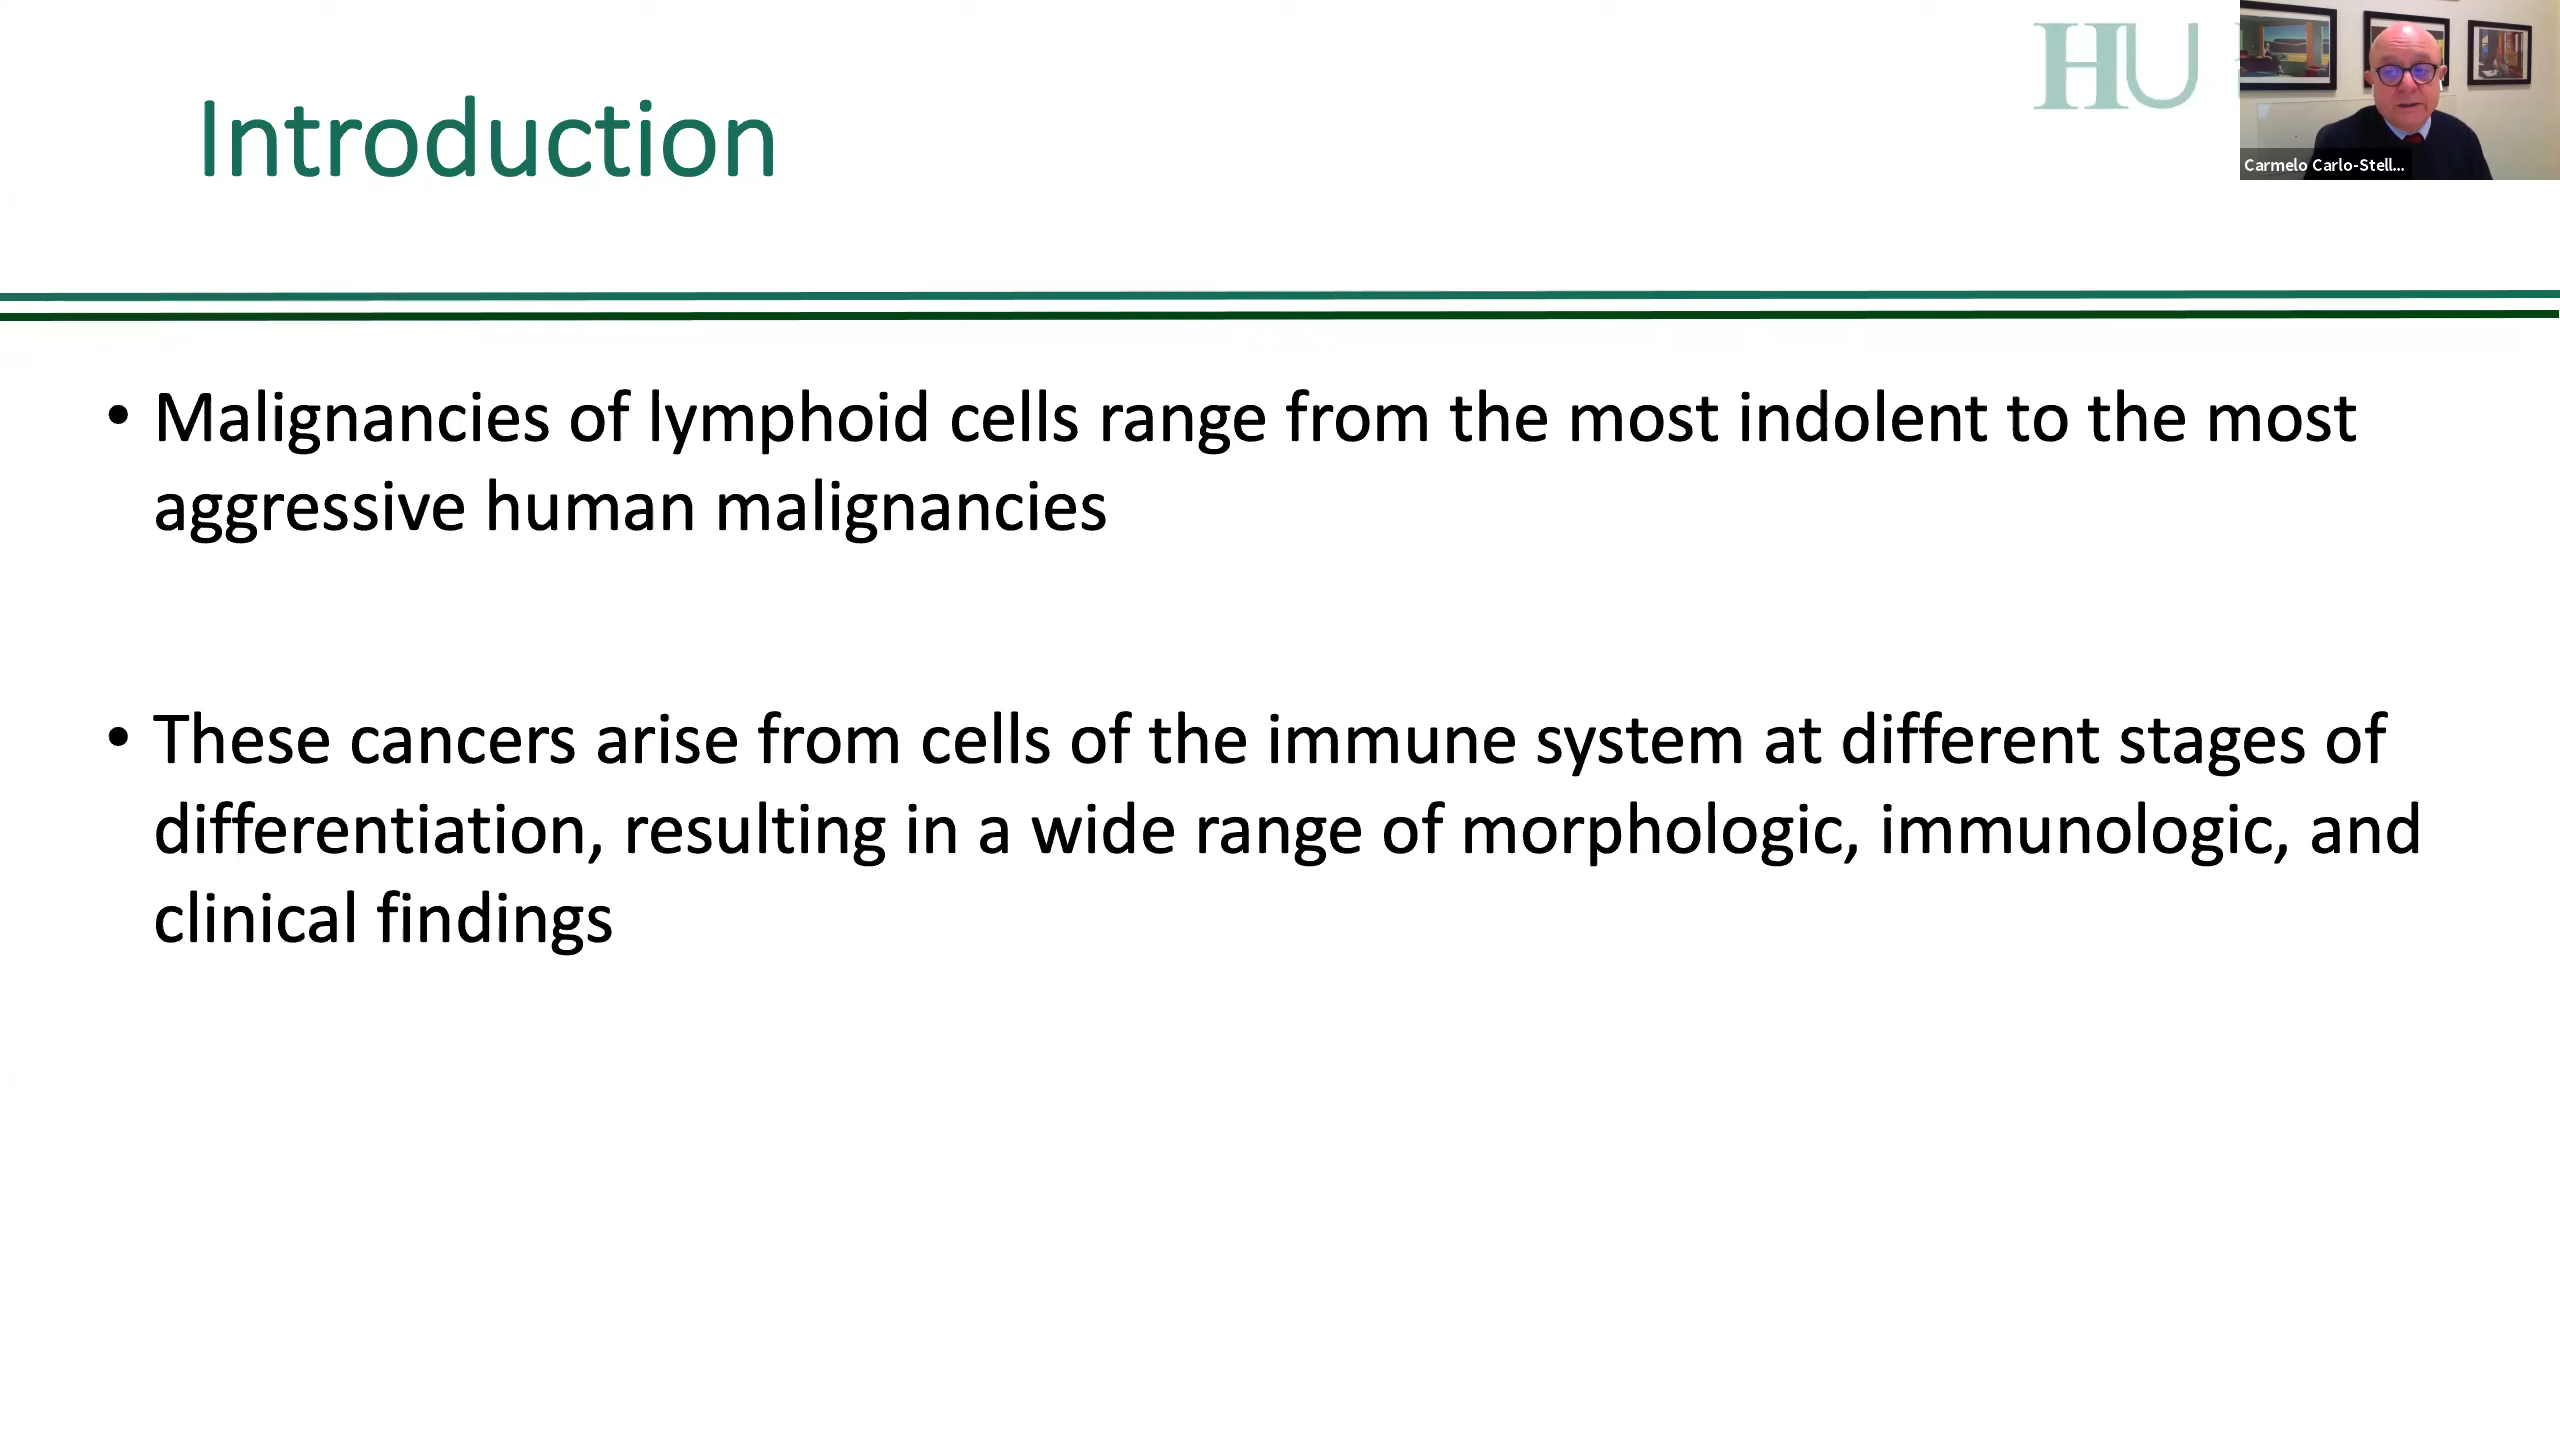 HU
Introduction
Carmelo Carlo-Stell...
• Malignancies of lymphoid cells range from the most indolent to the most
aggressive human malignancies
• These cancers arise from cells of the immune system at different stages of
differentiation, resulting in a wide range of morphologic, immunologic, and
clinical findings